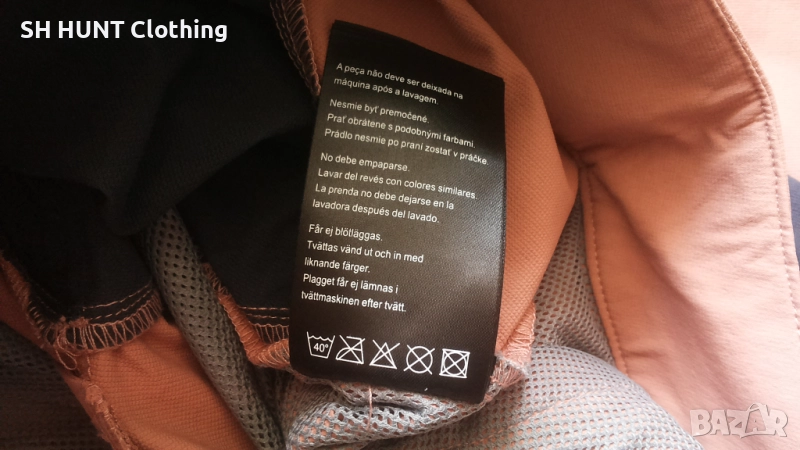 SH HUNT Clothing
A peça não deve ser deixada na
máquina após a lavagem.
Nesmie byť premočené.
Prať obrátene s podobnými farbami.
Prádlo nesmie po praní zostať v práčke.
No debe empaparse.
Lavar del revés con colores similares.
La prenda no debe dejarse en la
lavadora después del lavado.
Får ej blötläggas.
Tvättas vänd ut och in med
liknande färger.
Plagget får ej lämnas i
tvättmaskinen efter tvätt.
40°
BAZAR